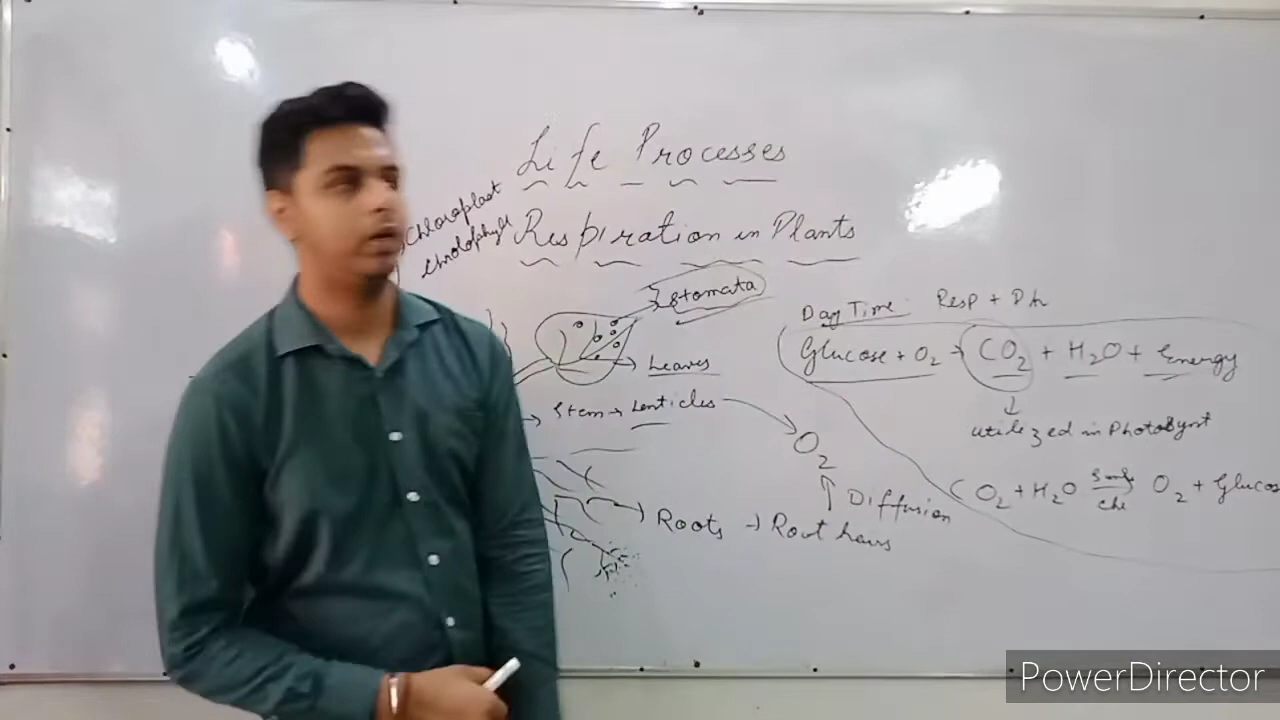 Life Processes
Respiration in Plants
Chloroplast
Chrolophyll
Stomata
Leaves
Stem → Lenticles
O2
Diffusion
Roots → Root hairs
Day Time Resp + Ph
Glucose + O2 → CO2 + H2O + Energy
utilized in Photosynt
CO2 + H2O O2 + Glucos
PowerDirector